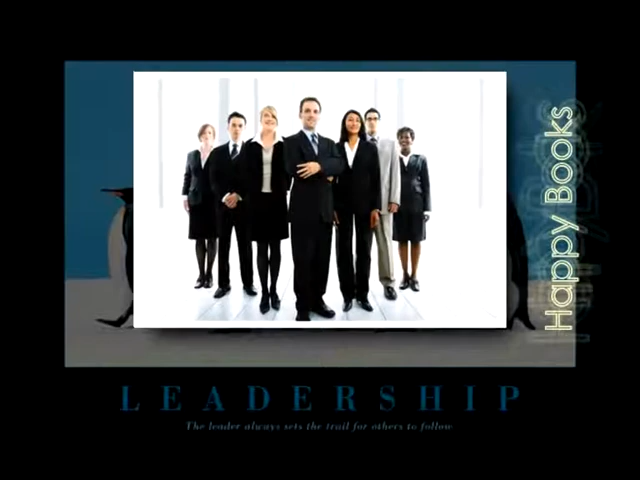 Happy Books
LEADERSHIP
The leader always sets the trail for others to follow